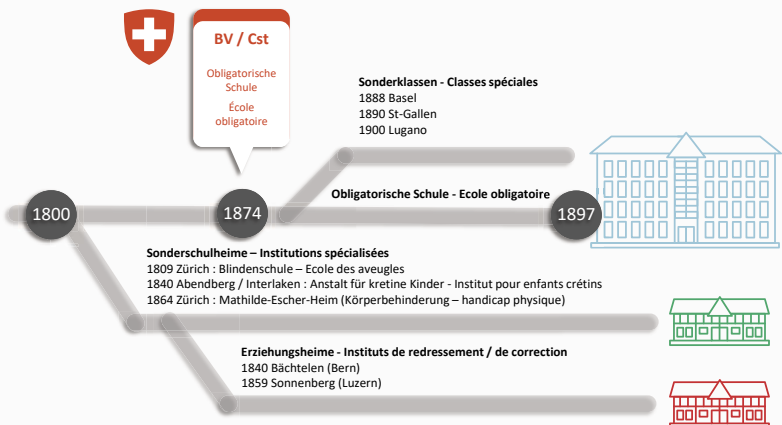 BV / Cst
Obligatorische
Schule
École
obligatoire
Sonderklassen - Classes spéciales
1888 Basel
1890 St-Gallen
1900 Lugano
Obligatorische Schule - Ecole obligatoire
1800
1874
1897
Sonderschulheime – Institutions spécialisées
1809 Zürich : Blindenschule – Ecole des aveugles
1840 Abendberg / Interlaken : Anstalt für kretine Kinder - Institut pour enfants crétins
1864 Zürich : Mathilde-Escher-Heim (Körperbehinderung – handicap physique)
Erziehungsheime - Instituts de redressement / de correction
1840 Bächtelen (Bern)
1859 Sonnenberg (Luzern)